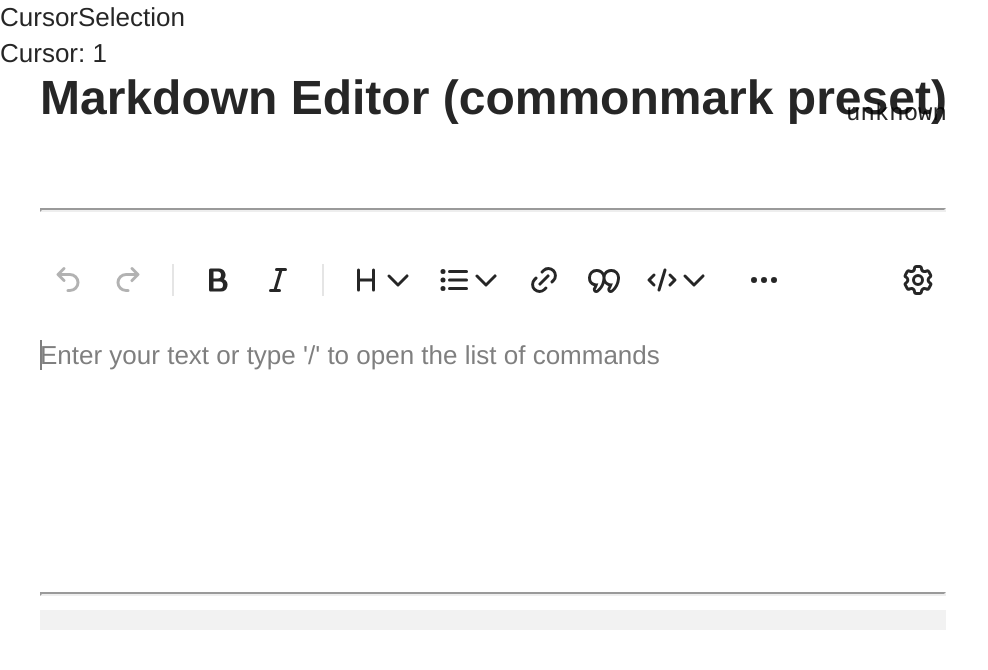 CursorSelection
Cursor: 1
Markdown Editor (commonmark preset)
unknown
Enter your text or type '/' to open the list of commands